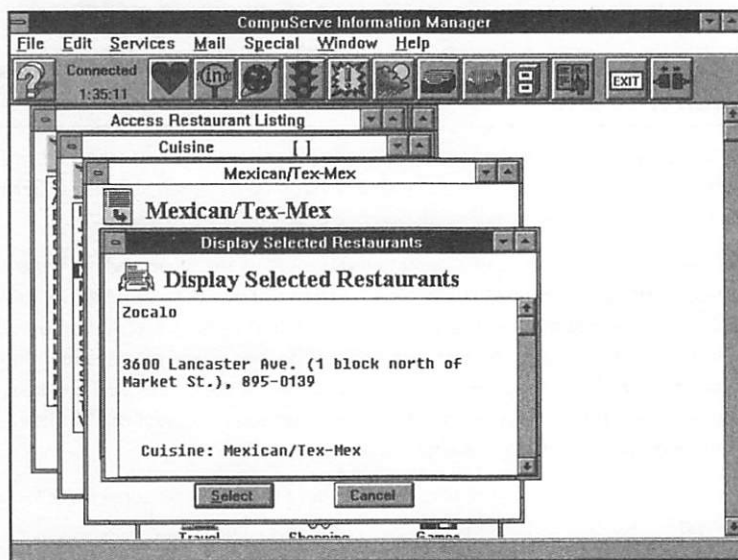 CompuServe Information Manager
File Edit Services Mail Special Window Help
Connected
1:35:11
in
EXIT
Access Restaurant Listing
Cuisine [ ]
Mexican/Tex-Mex
Mexican/Tex-Mex
Display Selected Restaurants
Display Selected Restaurants
Zocalo
3600 Lancaster Ave. (1 block north of
Market St.), 895-0139
Cuisine: Mexican/Tex-Mex
Select Cancel
Travel Shopping Games